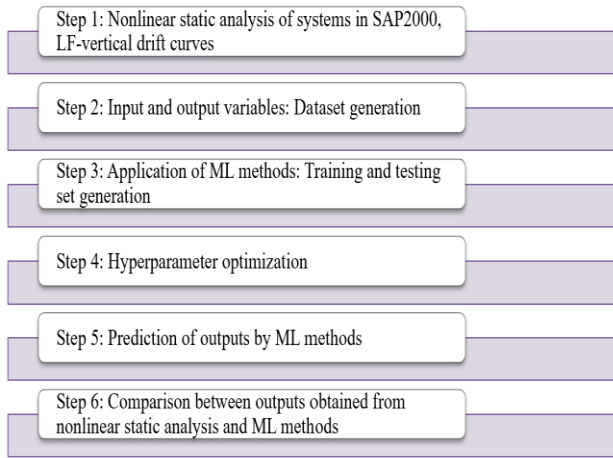 Step 1: Nonlinear static analysis of systems in SAP2000,
LF-vertical drift curves
Step 2: Input and output variables: Dataset generation
Step 3: Application of ML methods: Training and testing
set generation
Step 4: Hyperparameter optimization
Step 5: Prediction of outputs by ML methods
Step 6: Comparison between outputs obtained from
nonlinear static analysis and ML methods